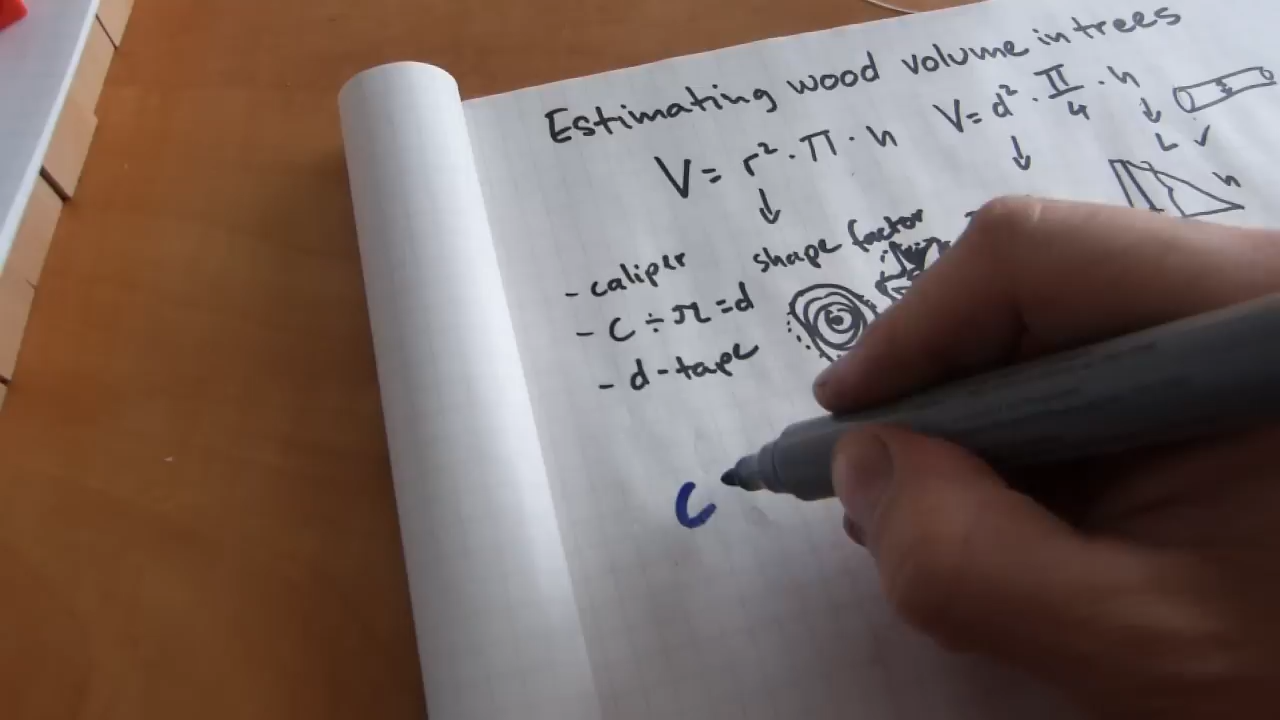 Estimating wood volume in trees
V = r² · π · h
V = d² · π/4 · h
L ✓
h
shape factor
- caliper
- C ÷ π = d
- d-tape
C